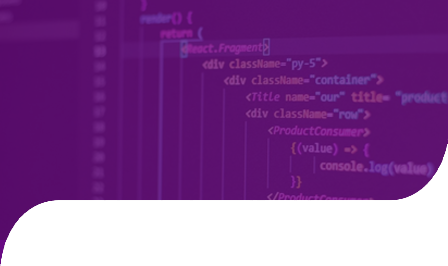 }
render() {
return (
<React.Fragment>
<div className="py-5">
<div className="container">
<Title name="our" title= "product
<div className="row">
<ProductConsumer>
{(value) => {
console.log(value)
}}
</ProductConsumer>